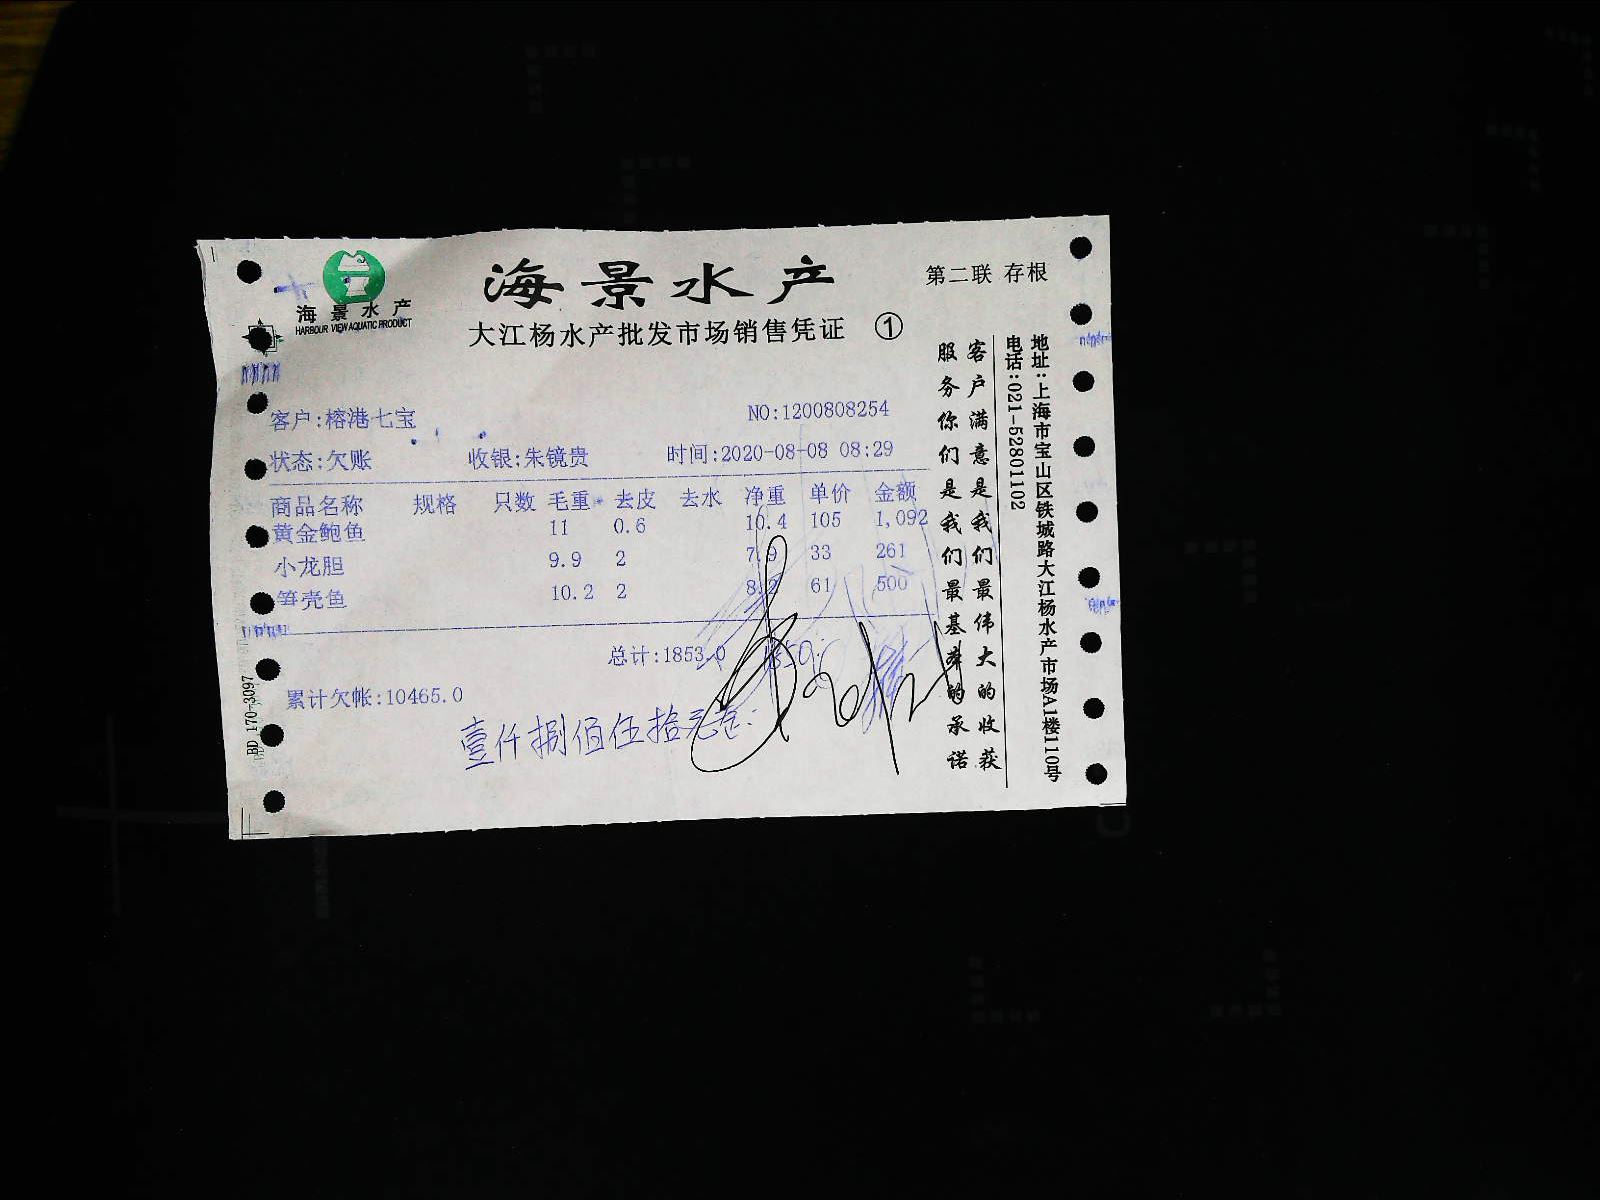 海景水产
HARBOUR VIEW AQUATIC PRODUCT
海景水产
第二联 存根
大江杨水产批发市场销售凭证 ①
客户:榕港七宝
NO:1200808254
状态:欠账 收银:朱镜贵 时间:2020-08-08 08:29
商品名称 规格 只数 毛重 去皮 去水 净重 单价 金额
黄金鲍鱼 11 0.6 10.4 105 1,092
小龙胆 9.9 2 7.9 33 261
笋壳鱼 10.2 2 8.2 61 500
总计:1853.0
累计欠帐:10465.0
壹仟捌佰伍拾元
客户满意是我们最伟大的收获
服务你们是我们最基本的承诺
地址:上海市宝山区铁城路大江杨水产市场A1楼110号
电话:021-52801102
BD 170-3097